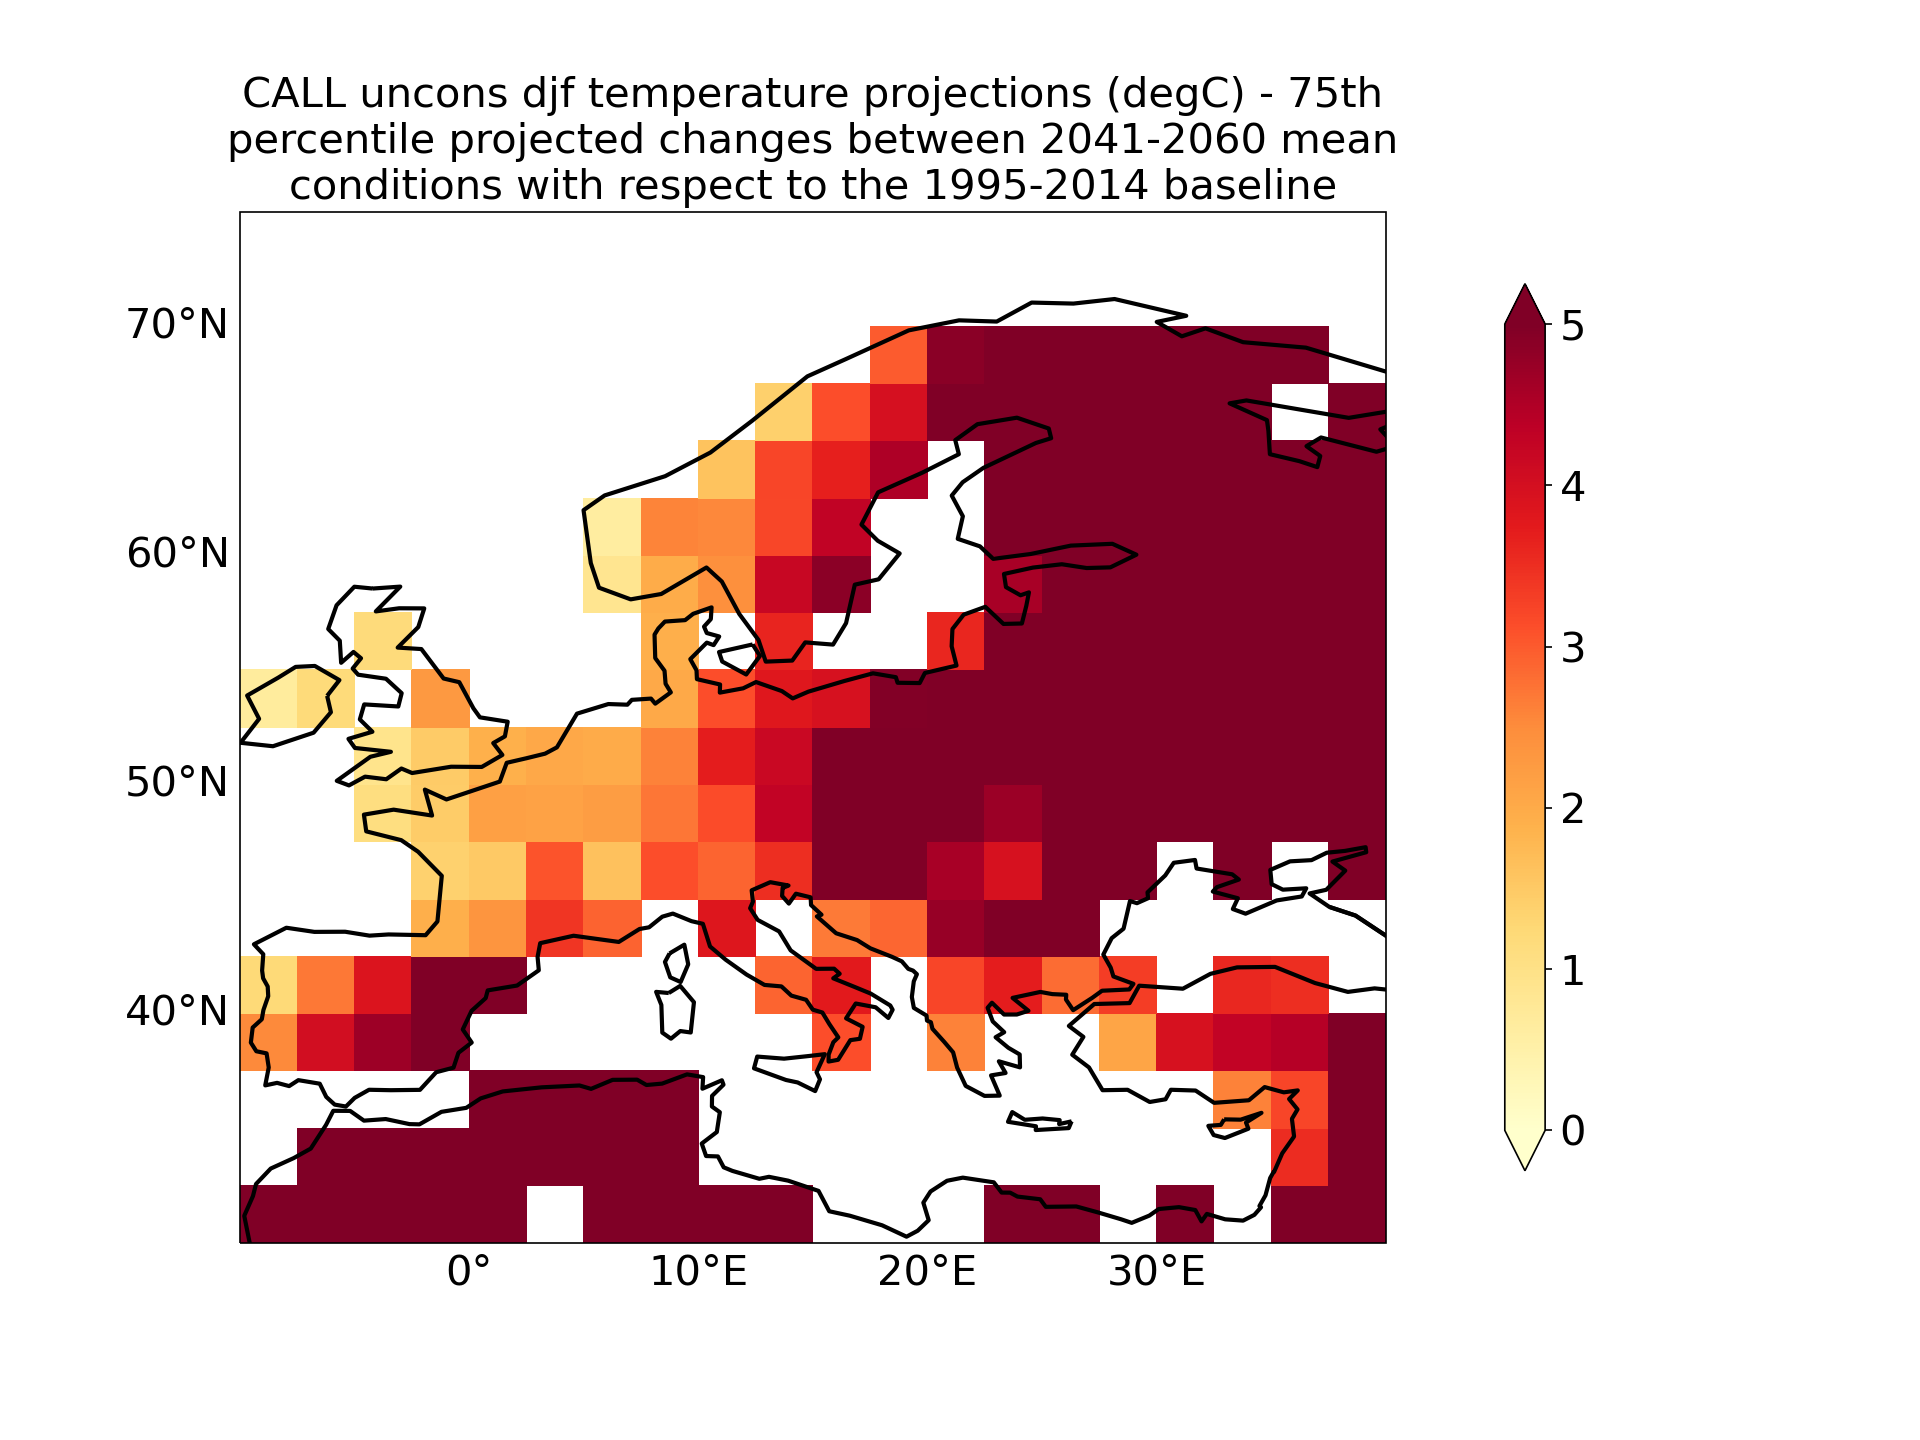 CALL uncons djf temperature projections (degC) - 75th
percentile projected changes between 2041-2060 mean
conditions with respect to the 1995-2014 baseline
70°N
60°N
50°N
40°N
0°
10°E
20°E
30°E
5
4
3
2
1
0